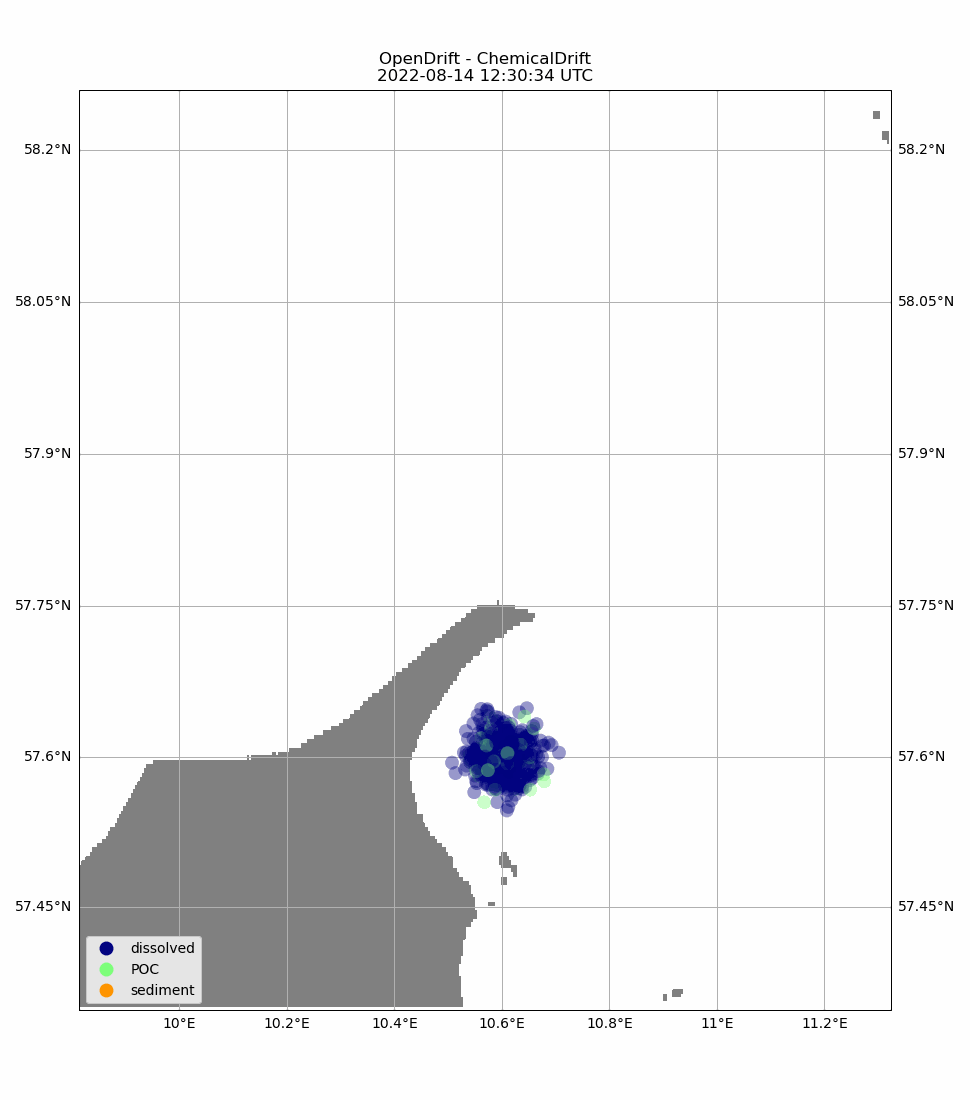 OpenDrift - ChemicalDrift
2022-08-14 12:30:34 UTC
58.2°N 58.2°N
58.05°N 58.05°N
57.9°N 57.9°N
57.75°N 57.75°N
57.6°N 57.6°N
57.45°N 57.45°N
dissolved
POC
sediment
10°E 10.2°E 10.4°E 10.6°E 10.8°E 11°E 11.2°E